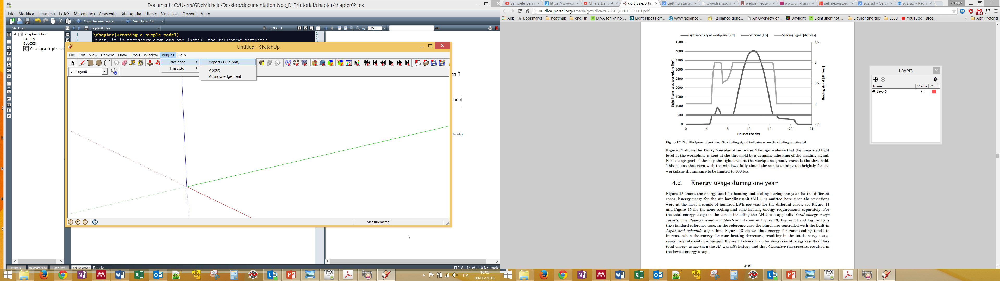 Document : C:/Users/GDeMichele/Desktop/documentation type_DLT/tutorial/chapter/chapter02.tex
File Modifica Strumenti LaTeX Matematica Assistente Bibliografia Utente Visualizza Opzioni Aiuto
Compilazione rapida Visualizza PDF
Struttura
chapter02.tex
LABELS
BLOCKS
Creating a simple mod
chapter02.tex L: 9 C: 1 1 2 3 88%
1 \chapter{Creating a simple model}
2 First, it is necessary download and install the following software:
1
2
Untitled - SketchUp
File Edit View Camera Draw Tools Window Plugins Help
Radiance
Trnsys3d
export (1.0 alpha)
About
Acknowledgement
Layer0
Measurements
ER 1
odel
loads/
3
Structure Messages / Log Pdf Viewer Source Viewer Ready
UTF-8 Modalità Normale
ITA
16:05
08/06/2015
Samuele Bersa
https://www.u
Chiara Dello
uu.diva-portal.
getting starte
www.transsola
web.mit.edu/p
www.uni-kasse
sel.me.wisc.ed
su2rad - Cerca
su2rad - Radia
Giuseppe
uu.diva-portal.org/smash/get/diva2:678505/FULLTEXT01.pdf
App Bookmarks heatmap english DIVA for Rhino ... Light Pipes Perf... www.radiance-... [Radiance-gene... An Overview of ... Daylight Light shelf not ... Daylighting tips LEED YouTube - Broa... » Altri Preferiti
Light intensity at workplane [lux] Setpoint [lux] Shading signal [dimless]
4500
4000
3500
3000
2500
2000
1500
1000
500
0
Light intensity at workplane [lux]
1,5
1
0,5
0
-0,5
Shading signal [dimless]
0 4 8 12 16 20 24
Hour of the day
Figure 12: The Workplane algortihm. The shading signal indicates when the shading is activated.
Figure 12 shows the Workplane algorithm in use. The figure shows that the measured light
level at the workplane is kept at the threshold by a dynamic adjusting of the shading signal.
For a large part of the day the light level at the workplane greatly exceeds the threshold.
This means that even with the windows fully tinted the sun is shining too brightly for the
workplane illuminance to be limited to 500 lux.
4.2. Energy usage during one year
Figure 13 shows the energy used for heating and cooling during one year for the different
cases. Energy usage for the air handling unit (AHU) is omitted here since the variations
were at the most a couple of hundred kWh per year for the different cases, see Figure 14
and Figure 15 for the zone cooling and zone heating energy requirements separately. For
the total energy usage in the zones, including the AHU, see appendix Total energy usage
results. The Regular window + blinds-simulation in Figure 13, Figure 14 and Figure 15 is
the standard reference case. In the reference case the blinds are controlled with the built-in
Light and schedule algorithm. Figure 13 shows that energy for zone cooling tends to
increase when the energy for zone heating decreases, resulting in the total energy usage
remaining relatively unchanged. Figure 13 shows that the Always on strategy results in less
total energy usage then the Always off strategy and that Operative temperature resulted in
the lowest energy usage.
4-19
Layers
Name Visible Co...
Layer0